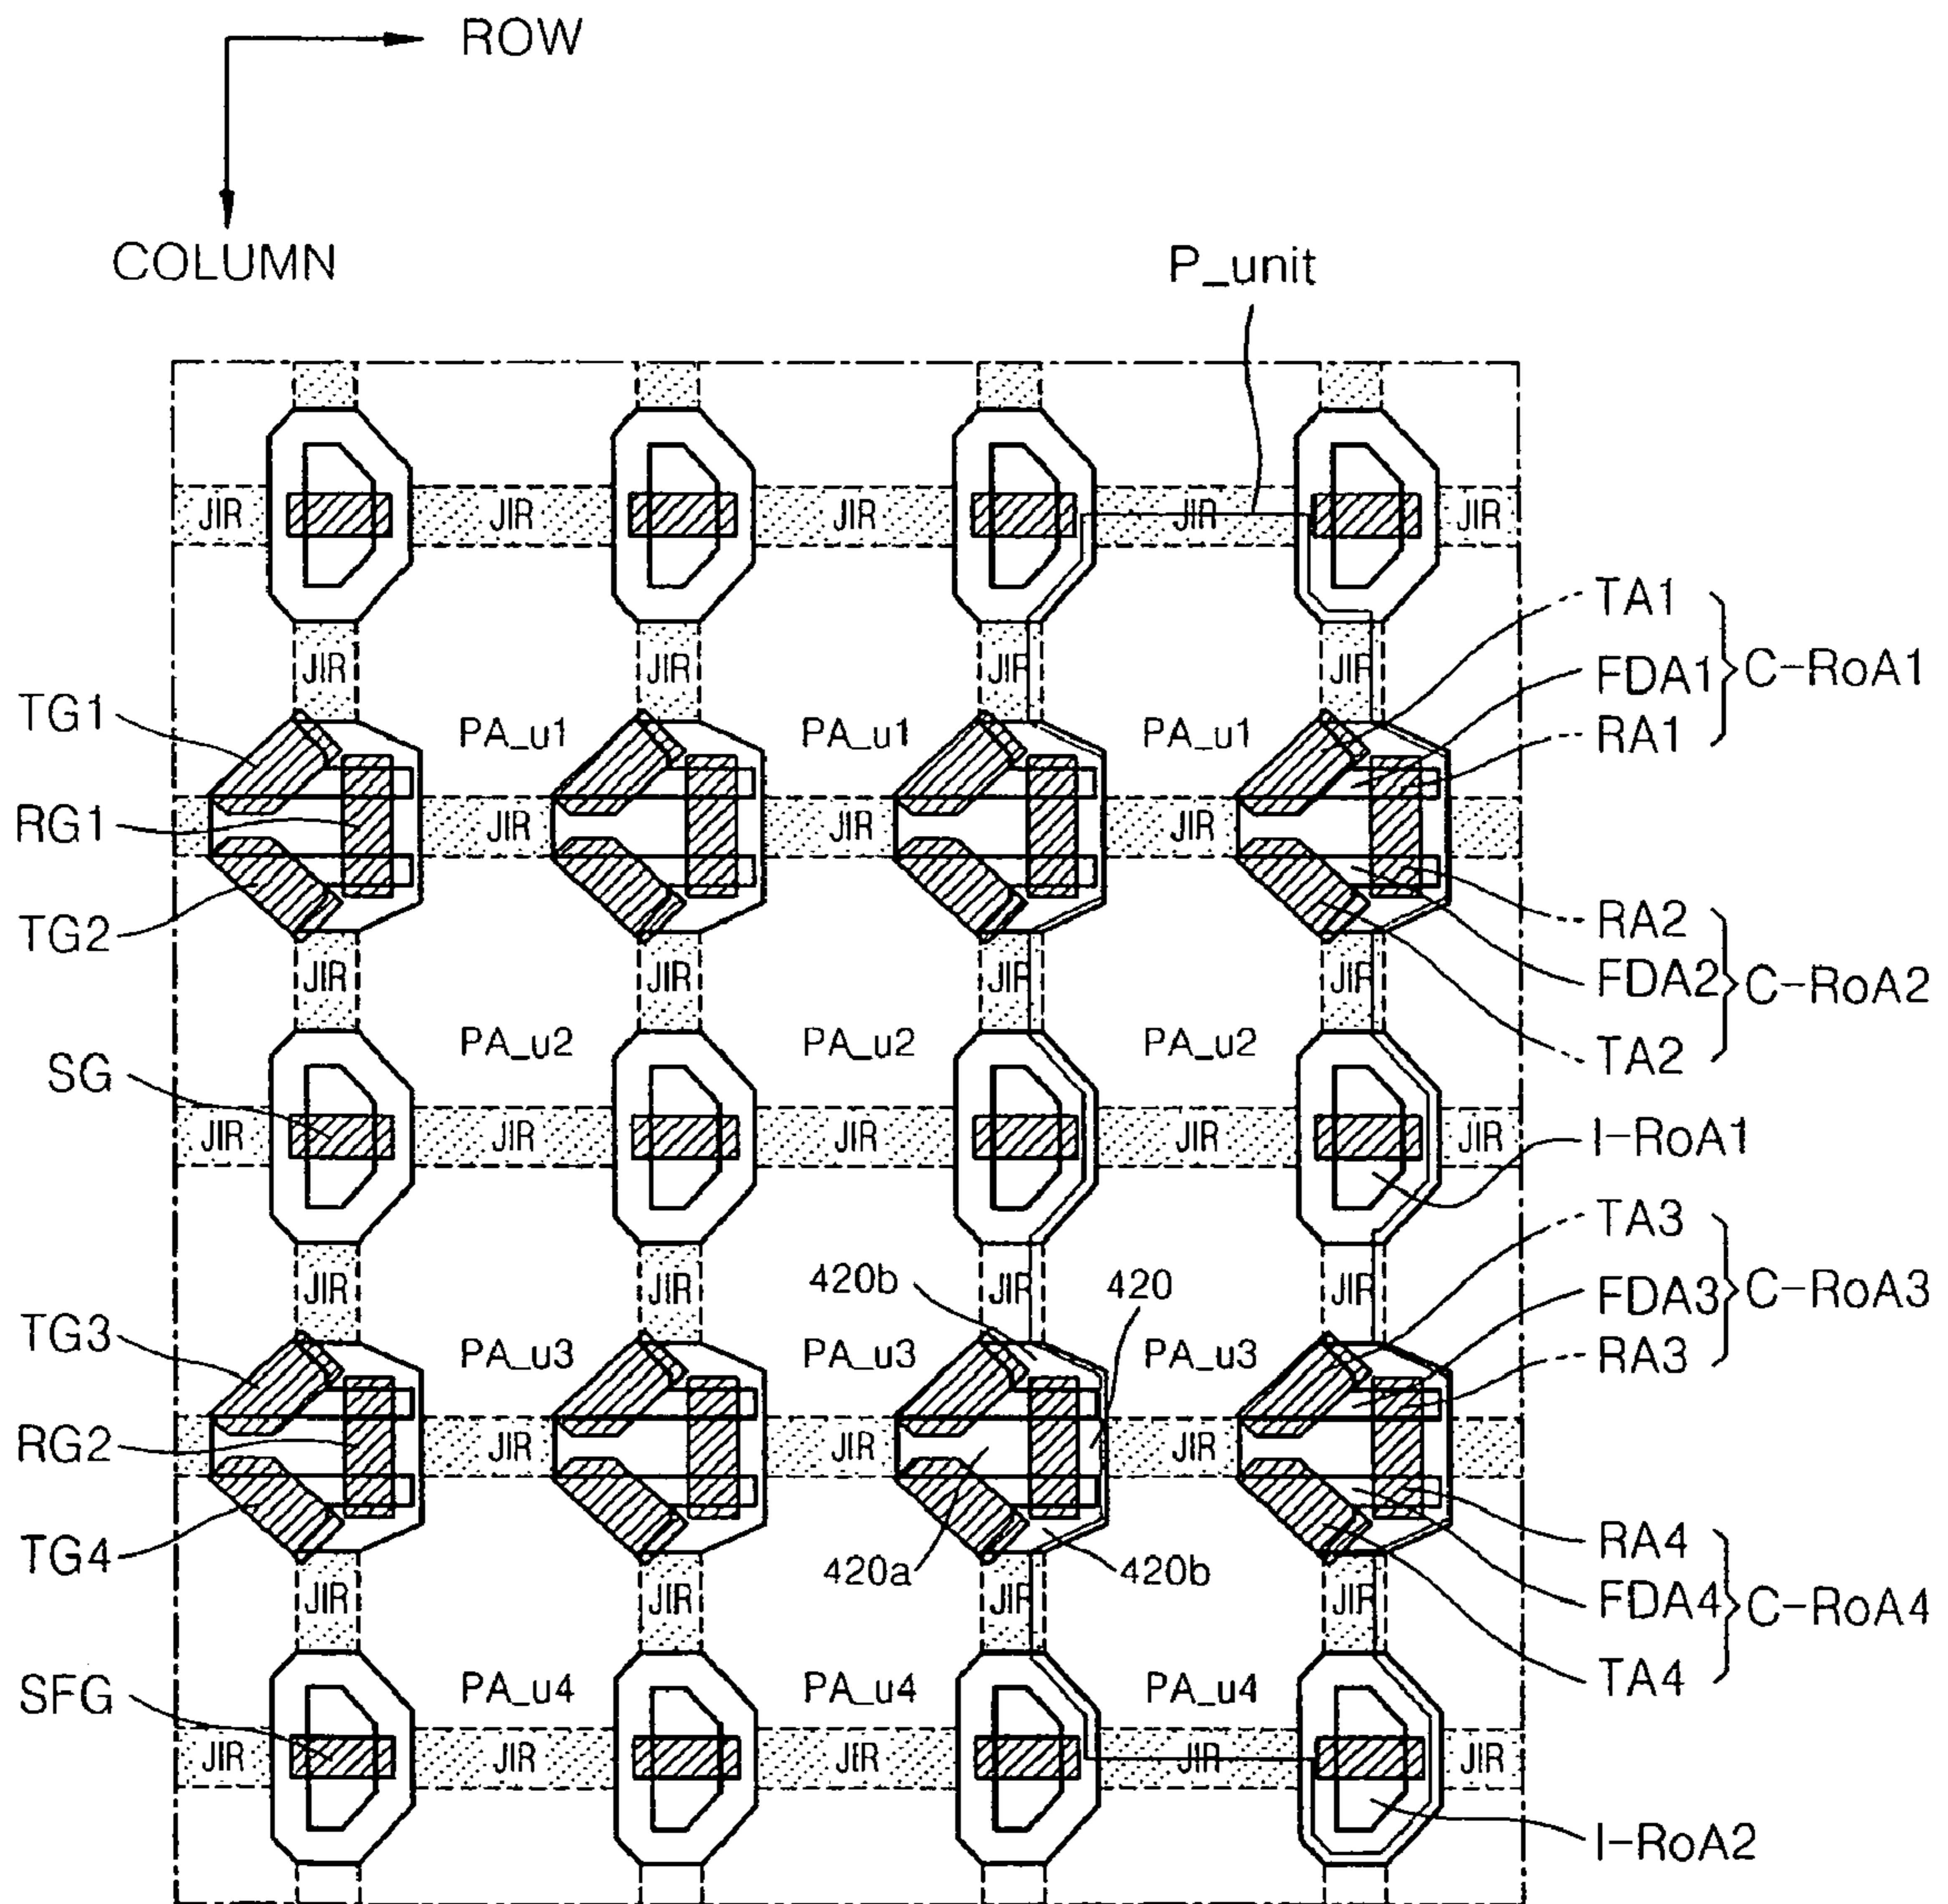 ROW
COLUMN
P_unit
JIR JIR JIR JIR JIR
TA1
JIR JIR JIR JIR
FDA1 C-RoA1
TG1
PA_u1 PA_u1 PA_u1
RA1
RG1
JIR JIR JIR
TG2
RA2
JIR JIR JIR JIR
FDA2 C-RoA2
PA_u2 PA_u2 PA_u2
TA2
SG
JIR JIR JIR JIR JIR
I-RoA1
TA3
JIR JIR JIR JIR
420b 420
FDA3 C-RoA3
TG3
PA_u3 PA_u3 PA_u3
RA3
RG2
JIR JIR JIR
TG4
RA4
420a 420b
JIR JIR JIR JIR
FDA4 C-RoA4
SFG
PA_u4 PA_u4 PA_u4
TA4
JIR JIR JIR JIR JIR
I-RoA2